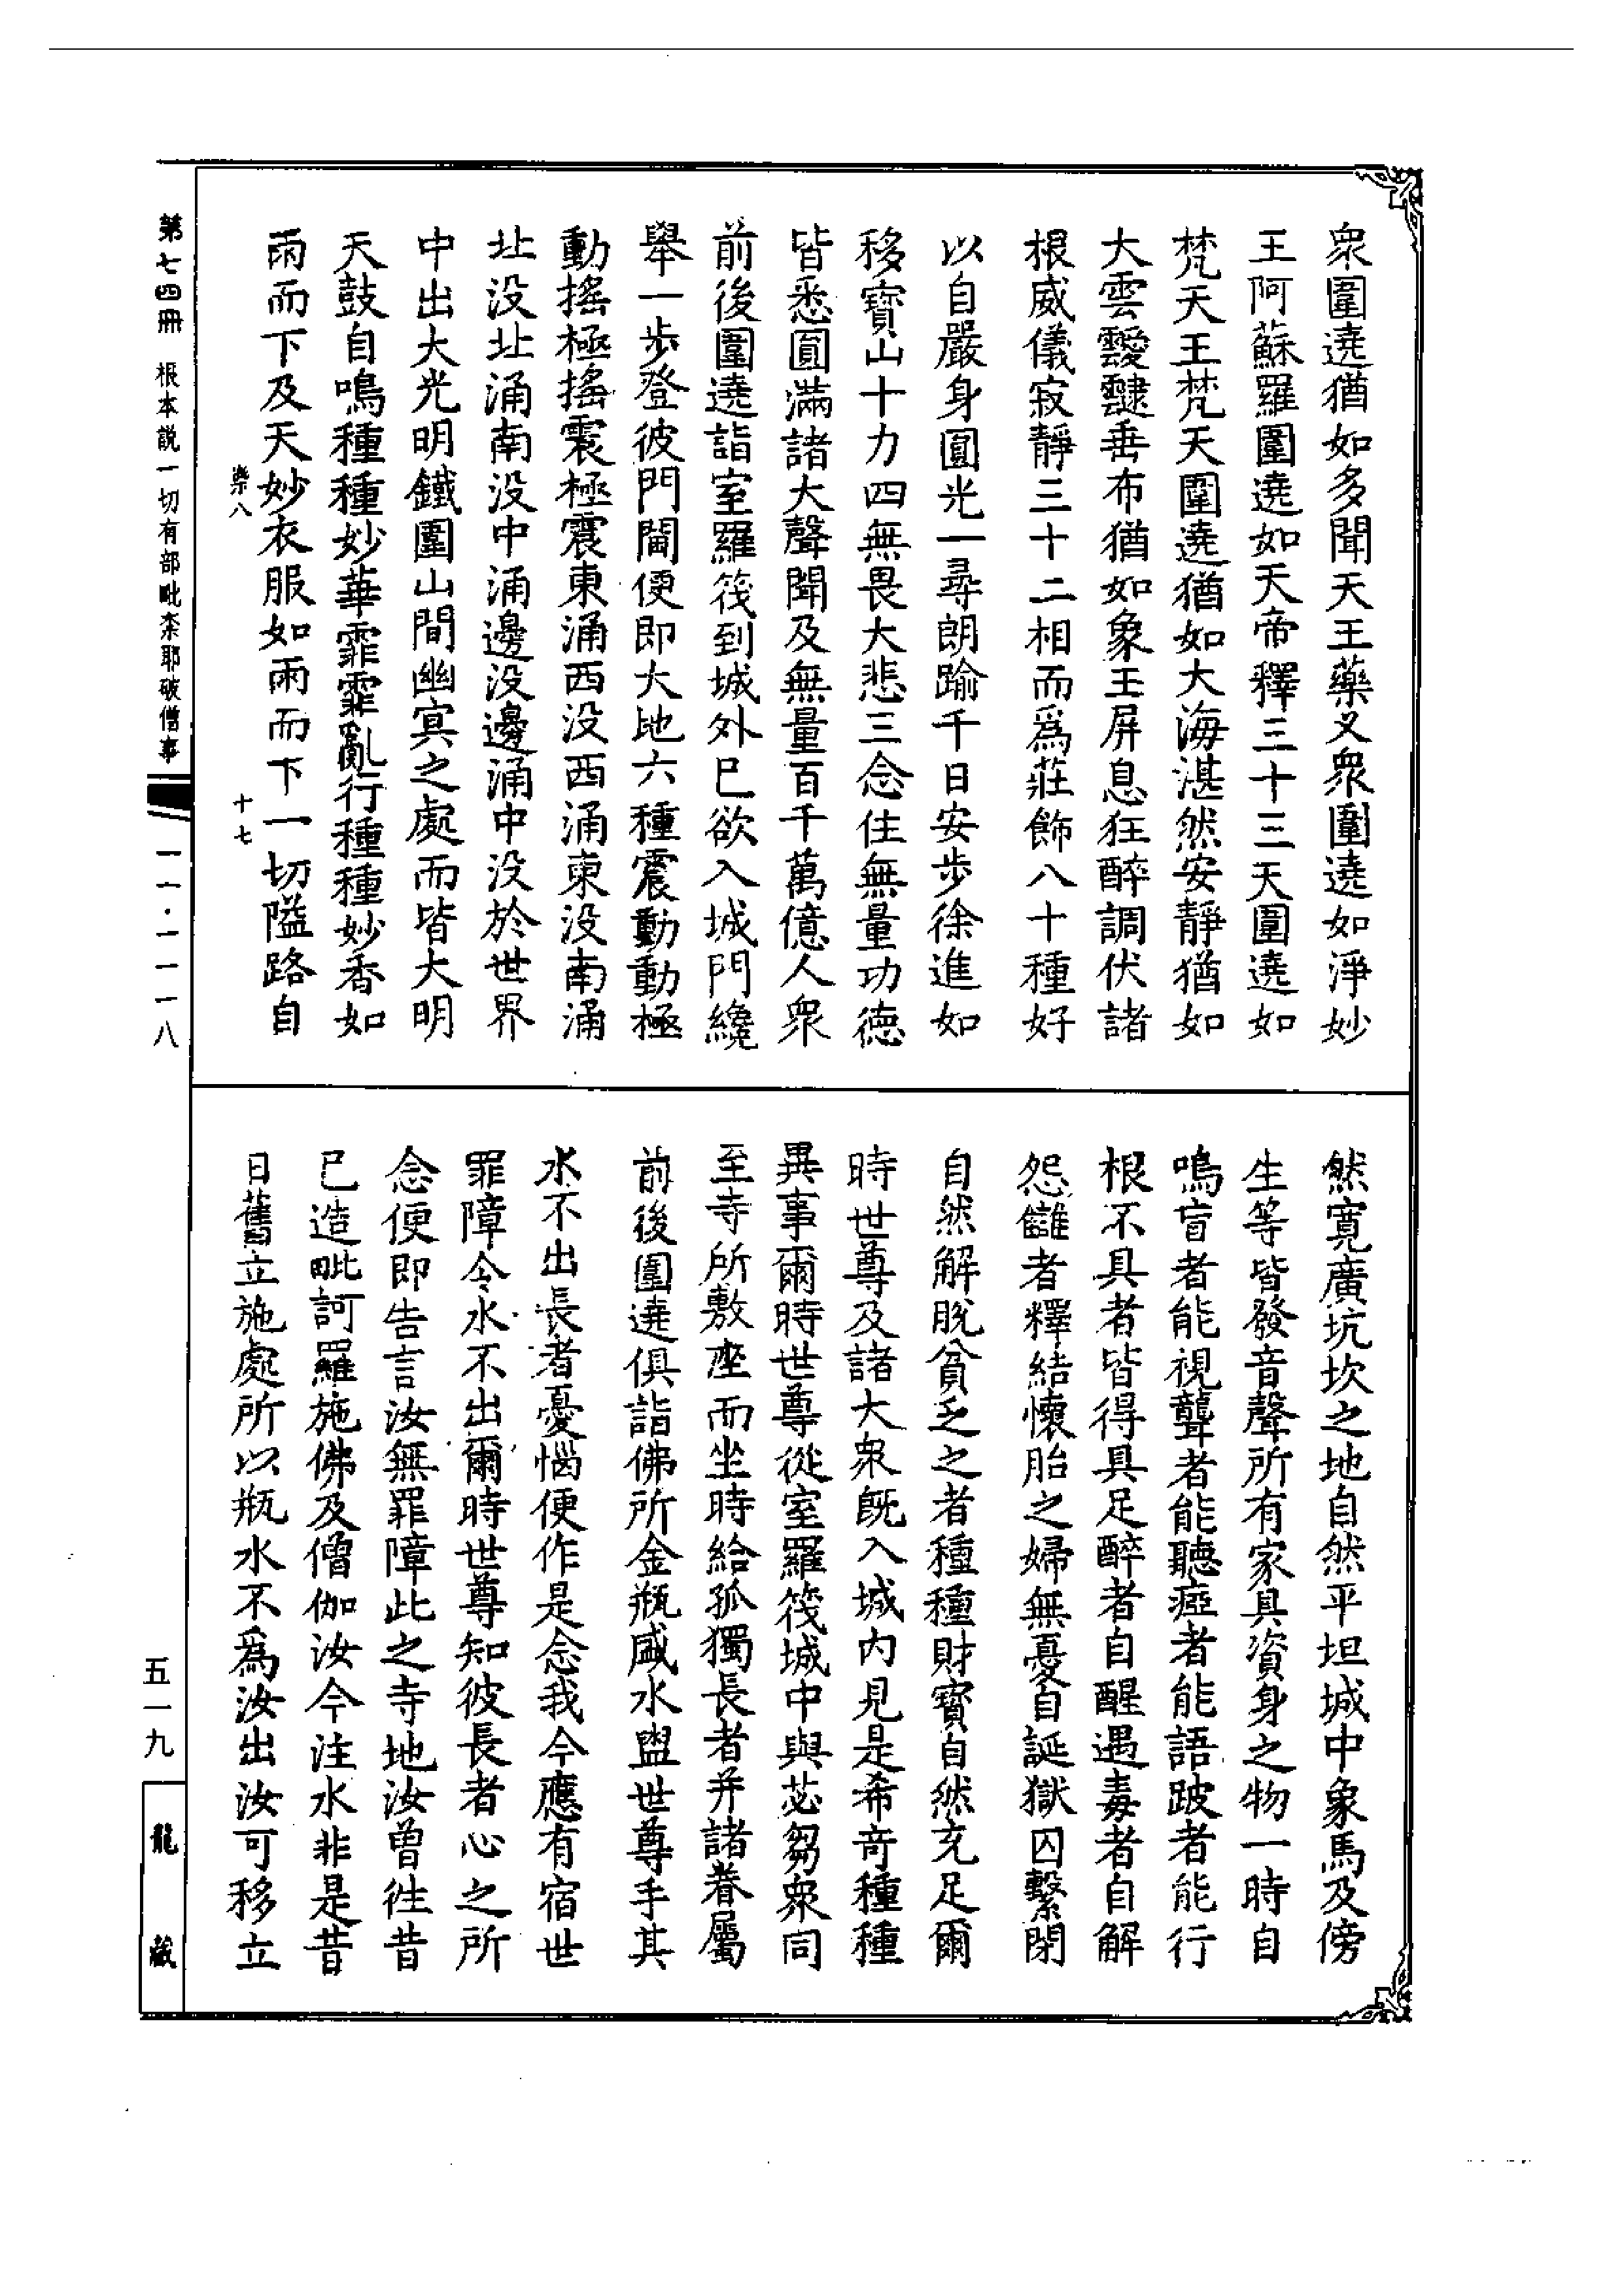 衆圍遶猶如多聞天王藥叉衆圍遶如淨妙
王阿蘇羅圍遶如天帝釋三十三天圍遶如
梵天王梵天圍遶猶如大海湛然安靜猶如
大雲靉靆垂布猶如象王屏息狂醉調伏諸
根威儀寂靜三十二相而爲莊飾八十種好
以自嚴身圓光一尋朗踰千日安步徐進如
移寶山十力四無畏大悲三念住無量功德
皆悉圓滿諸大聲聞及無量百千萬億人衆
前後圍遶詣室羅筏到城外已欲入城門纔
舉一步登彼門閫便即大地六種震動動極
動搖極搖震極震東涌西没西涌東没南涌
北没北涌南没中涌邊没邊涌中没於世界
中出大光明鐵圍山間幽冥之處而皆大明
天鼓自鳴種種妙華霏霏亂行種種妙香如
雨而下及天妙衣服如雨而下一切隘路自
樂八
十七
然寬廣坑坎之地自然平坦城中象馬及傍
生等皆發音聲所有家具資身之物一時自
鳴盲者能視聾者能聽瘂者能語跛者能行
根不具者皆得具足醉者自醒遇毒者自解
怨讎者釋結懷胎之婦無憂自誕獄囚繫閉
自然解脫貧乏之者種種財寶自然充足爾
時世尊及諸大衆旣入城内見是希奇種種
異事爾時世尊從室羅筏城中與苾芻衆同
至寺所敷座而坐時給孤獨長者并諸眷屬
前後圍遶俱詣佛所金瓶盛水盥世尊手其
水不出長者憂惱便作是念我今應有宿世
罪障令水不出爾時世尊知彼長者心之所
念便即告言汝無罪障此之寺地汝曾往昔
已造毗訶羅施佛及僧伽汝今注水非是昔
日舊立施處所以瓶水不爲汝出汝可移立
第七四冊 根本説一切有部毗柰耶破僧事
一一·一一一八
五一九
龍藏